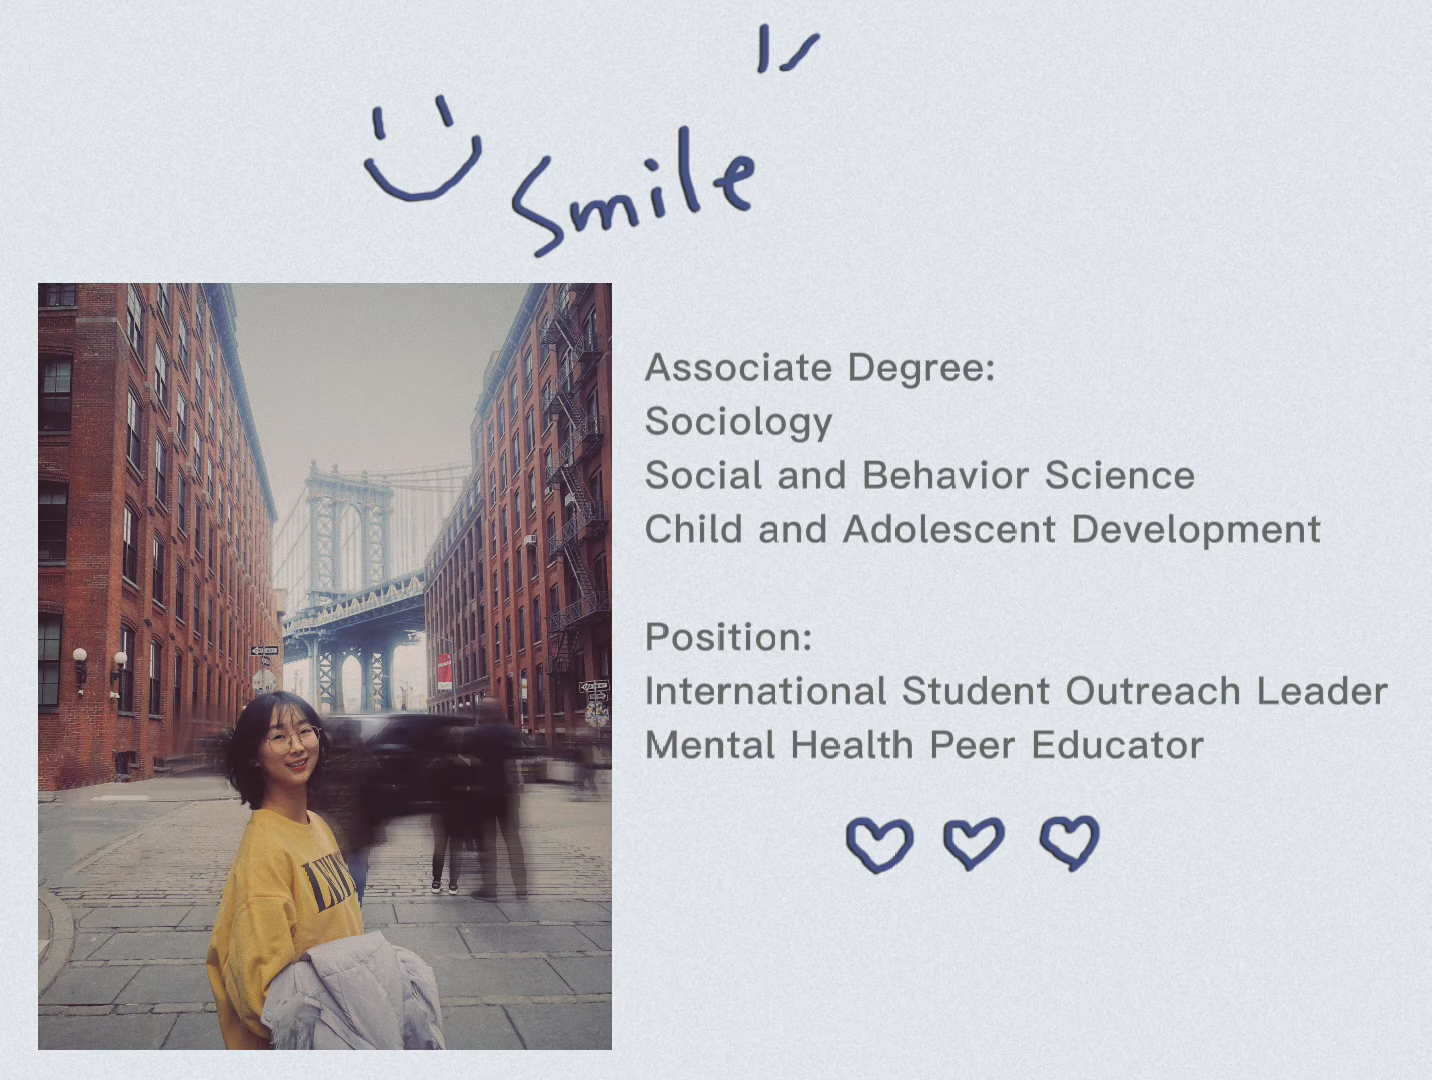 Smile
Associate Degree:
Sociology
Social and Behavior Science
Child and Adolescent Development
Position:
International Student Outreach Leader
Mental Health Peer Educator